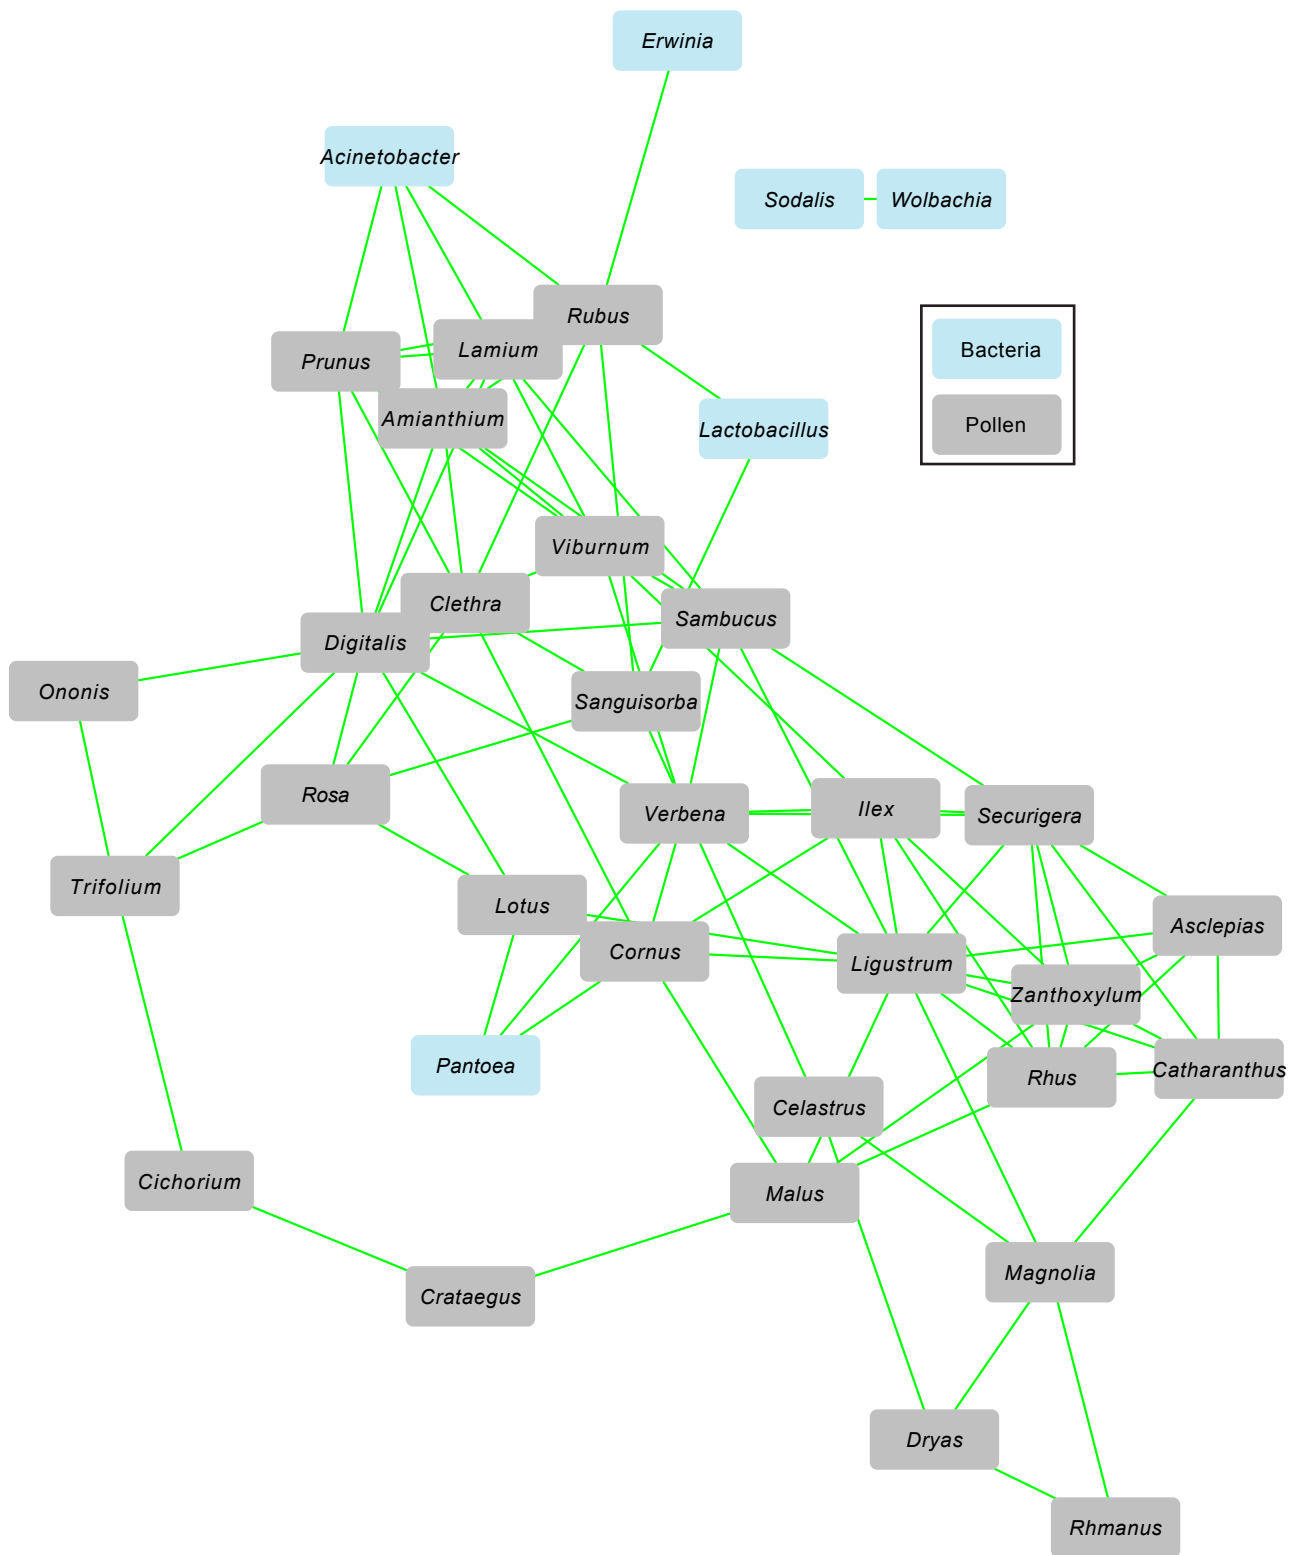 Erwinia
Acinetobacter
Sodalis
Wolbachia
Rubus
Lamium
Prunus
Bacteria
Amianthium
Lactobacillus
Pollen
Viburnum
Clethra
Sambucus
Digitalis
Ononis
Sanguisorba
Rosa
Verbena
Ilex
Securigera
Trifolium
Lotus
Asclepias
Cornus
Ligustrum
Zanthoxylum
Pantoea
Rhus
Catharanthus
Celastrus
Cichorium
Malus
Magnolia
Crataegus
Dryas
Rhmanus